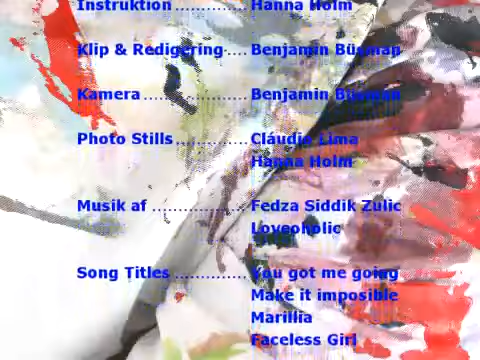 Instruktion ............... Hanna Holm
Klip & Redigering .... Benjamin Büsman
Kamera ..................... Benjamin Büsman
Photo Stills .............. Cláudia Lima
Hanna Holm
Musik af ................... Fedza Siddik Zulic
Loveoholic
Song Titles .............. You got me going
Make it imposible
Marillia
Faceless Girl